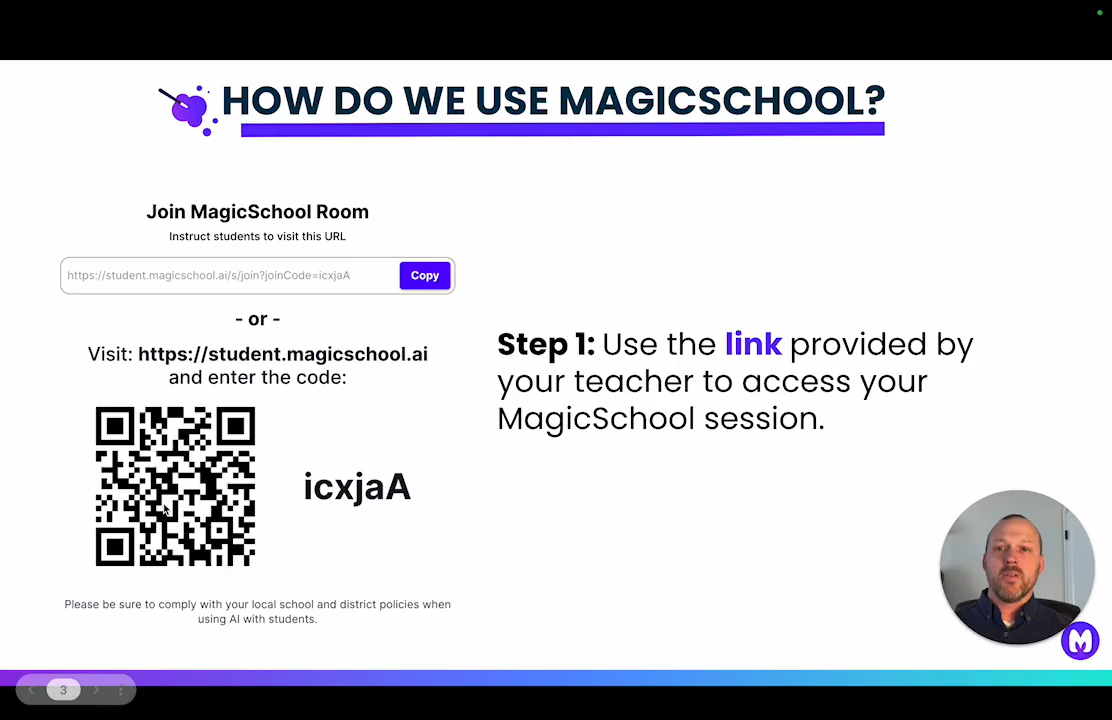 HOW DO WE USE MAGICSCHOOL?
Join MagicSchool Room
Instruct students to visit this URL
https://student.magicschool.ai/s/join?joinCode=icxjaA
Copy
- or -
Visit: https://student.magicschool.ai
and enter the code:
icxjaA
Please be sure to comply with your local school and district policies when
using AI with students.
Step 1: Use the link provided by
your teacher to access your
MagicSchool session.
M
3